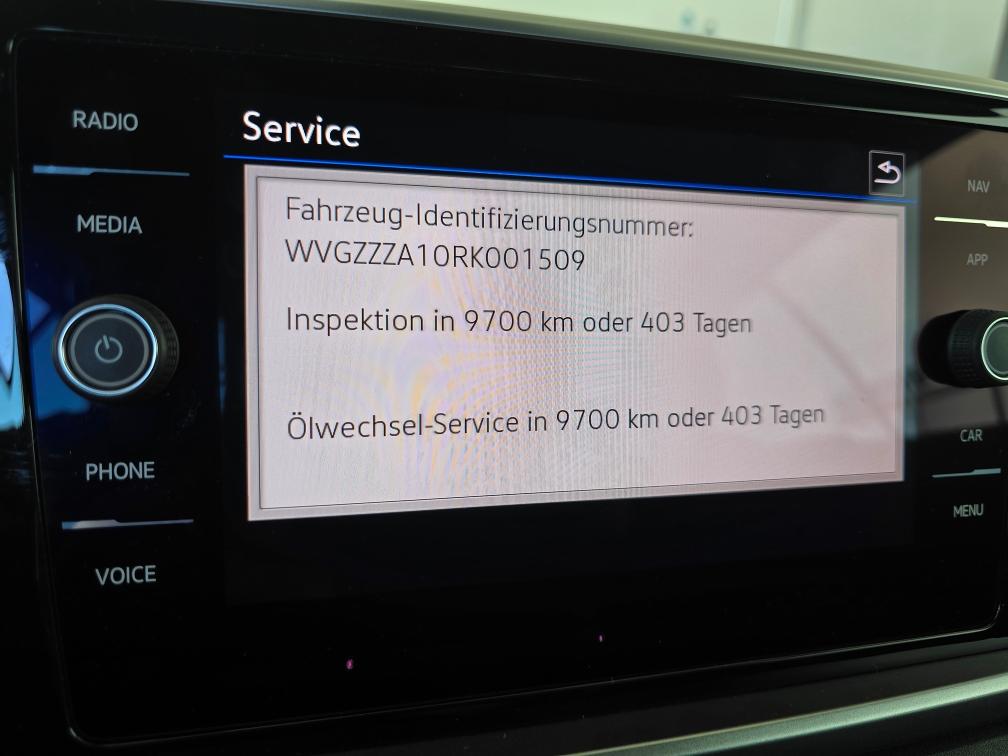 RADIO
MEDIA
PHONE
VOICE
Service
Fahrzeug-Identifizierungsnummer:
WVGZZZA10RK001509
Inspektion in 9700 km oder 403 Tagen
Ölwechsel-Service in 9700 km oder 403 Tagen
NAV
APP
CAR
MENU